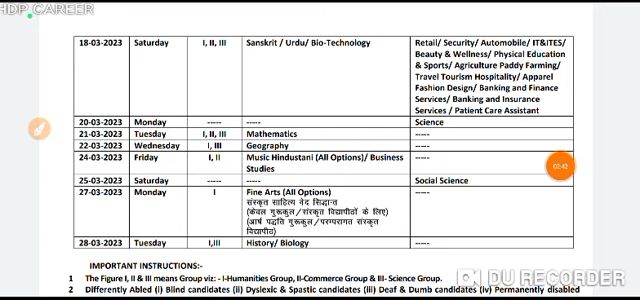 HDP CAREER
18-03-2023 Saturday I, II, III Sanskrit / Urdu/ Bio-Technology Retail/ Security/ Automobile/ IT&ITES/
Beauty & Wellness/ Physical Education
& Sports/ Agriculture Paddy Farming/
Travel Tourism Hospitality/ Apparel
Fashion Design/ Banking and Finance
Services/ Banking and Insurance
Services / Patient Care Assistant
20-03-2023 Monday ----- ----- Science
21-03-2023 Tuesday I, II, III Mathematics -----
22-03-2023 Wednesday I, III Geography -----
24-03-2023 Friday I, II Music Hindustani (All Options)/ Business -----
Studies
02:42
25-03-2023 Saturday ----- ----- Social Science
27-03-2023 Monday I Fine Arts (All Options) -----
संस्कृत साहित्य वेद सिद्धान्त
(केवल गुरूकुल/संस्कृत विद्यापीठों के लिए)
(आर्ष पद्धति गुरूकुल/परम्परागत संस्कृत
विद्यापीठ)
28-03-2023 Tuesday I,III History/ Biology -----
IMPORTANT INSTRUCTIONS:-
1 The Figure I, II & III means Group viz: - I-Humanities Group, II-Commerce Group & III- Science Group.
2 Differently Abled (i) Blind candidates (ii) Dyslexic & Spastic candidates (iii) Deaf & Dumb candidates (iv) Permanently disabled
DU RECORDER